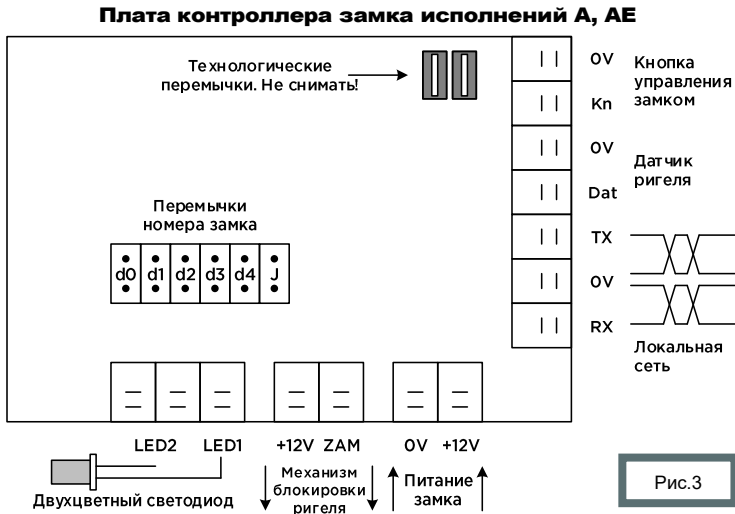 Плата контроллера замка исполнений А, АЕ
Технологические
перемычки. Не снимать!
0V
Kn
0V
Dat
TX
0V
RX
Кнопка
управления
замком
Датчик
ригеля
Локальная
сеть
Перемычки
номера замка
d0 d1 d2 d3 d4 J
LED2 LED1 +12V ZAM 0V +12V
Двухцветный светодиод
Механизм
блокировки
ригеля
Питание
замка
Рис.3